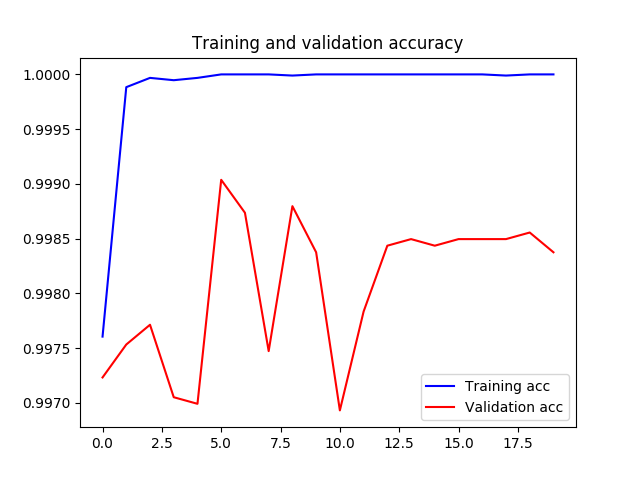 Training and validation accuracy
1.0000
0.9995
0.9990
0.9985
0.9980
0.9975
0.9970
Training acc
Validation acc
0.0 2.5 5.0 7.5 10.0 12.5 15.0 17.5